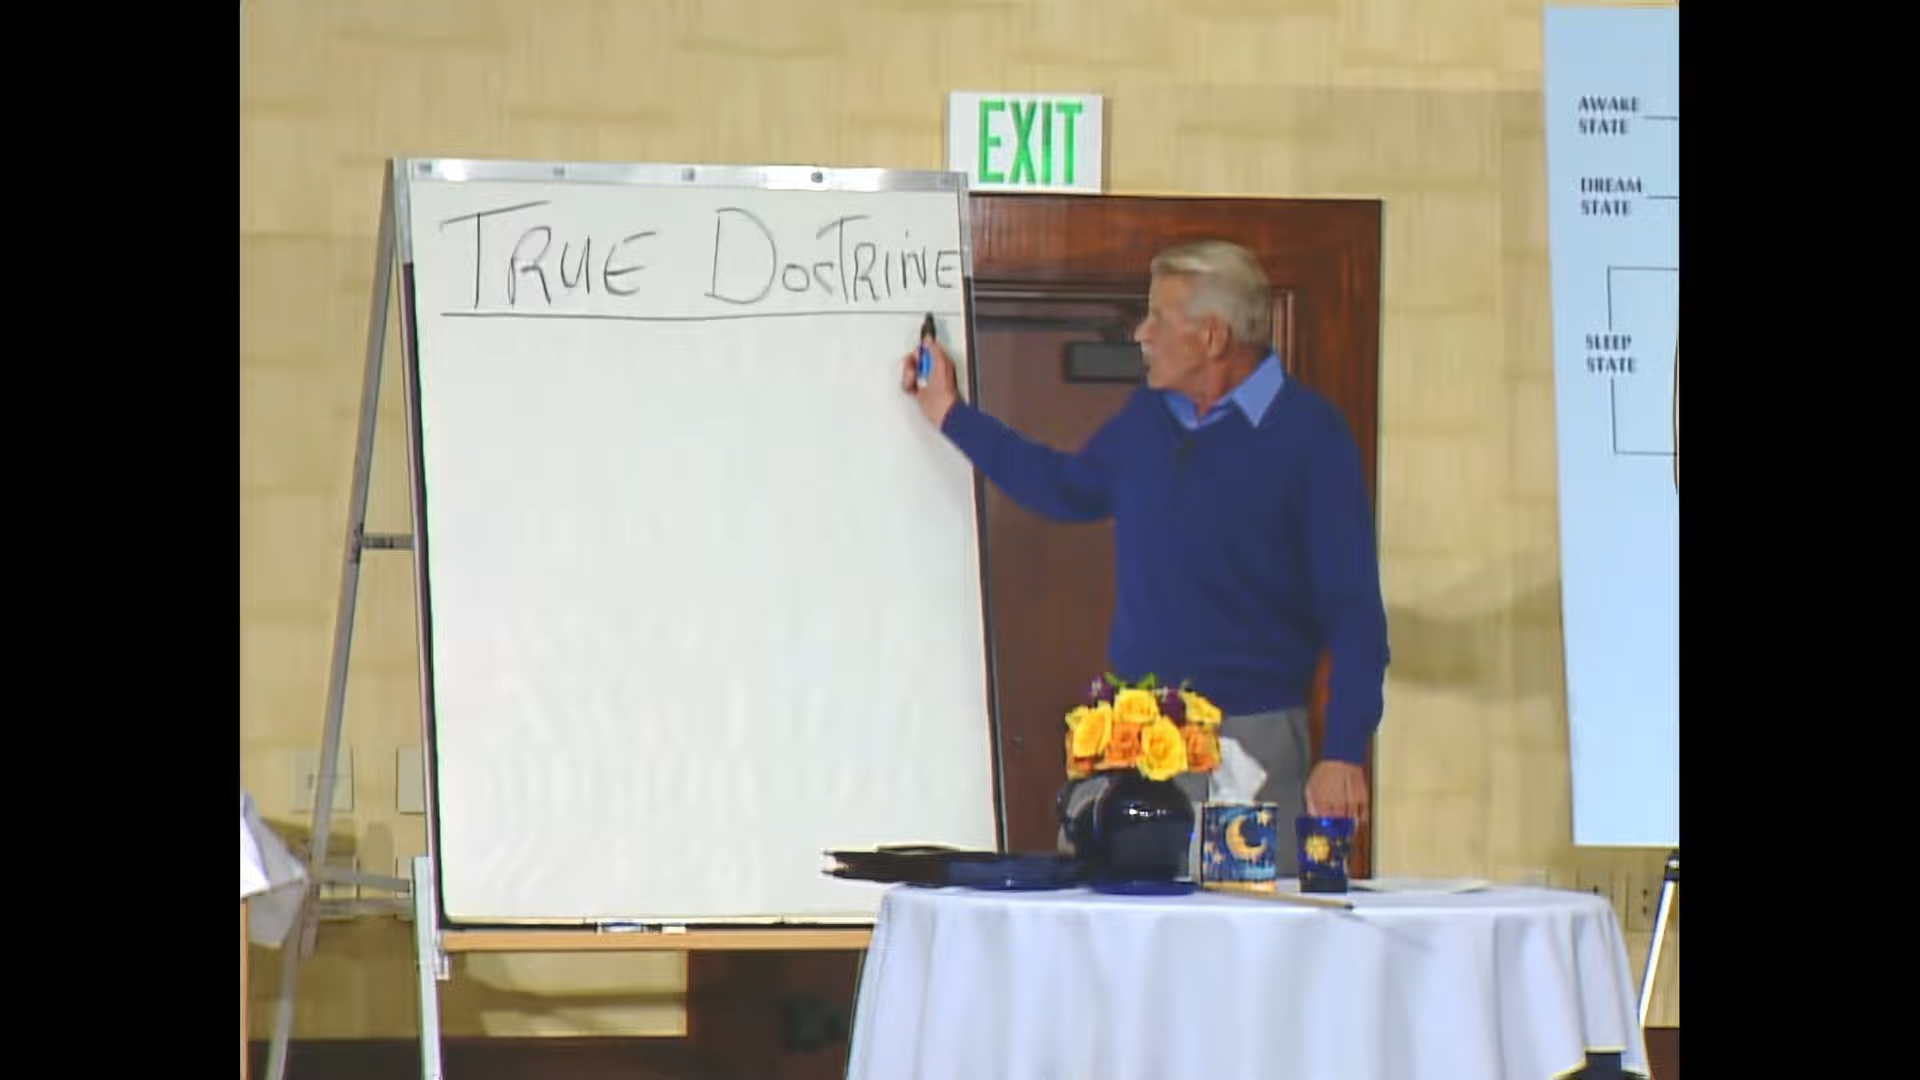 TRUE DOCTRINE
EXIT
AWAKE
STATE
DREAM
STATE
SLEEP
STATE